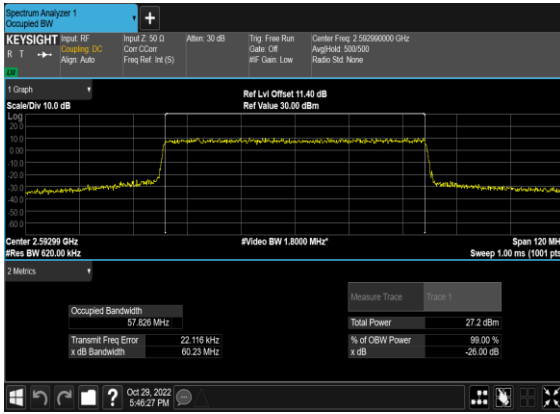 Spectrum Analyzer 1
Occupied BW
KEYSIGHT Input: RF Input Z: 50 Ω Atten: 30 dB Trig: Free Run Center Freq: 2.592990000 GHz
R T Coupling: DC Corr CCorr Gate: Off Avg|Hold: 500/500
Align: Auto Freq Ref: Int (S) #IF Gain: Low Radio Std: None
LV
1 Graph
Ref Lvl Offset 11.40 dB
Scale/Div 10.0 dB Ref Value 30.00 dBm
Log
20.0
10.0
0.00
-10.0
-20.0
-30.0
-40.0
-50.0
-60.0
Center 2.59299 GHz #Video BW 1.8000 MHz* Span 120 MH
#Res BW 620.00 kHz Sweep 1.00 ms (1001 pts
2 Metrics
Measure Trace Trace 1
Occupied Bandwidth
57.826 MHz Total Power 27.2 dBm
Transmit Freq Error 22.116 kHz % of OBW Power 99.00 %
x dB Bandwidth 60.23 MHz x dB -26.00 dB
? Oct 29, 2022
5:46:27 PM